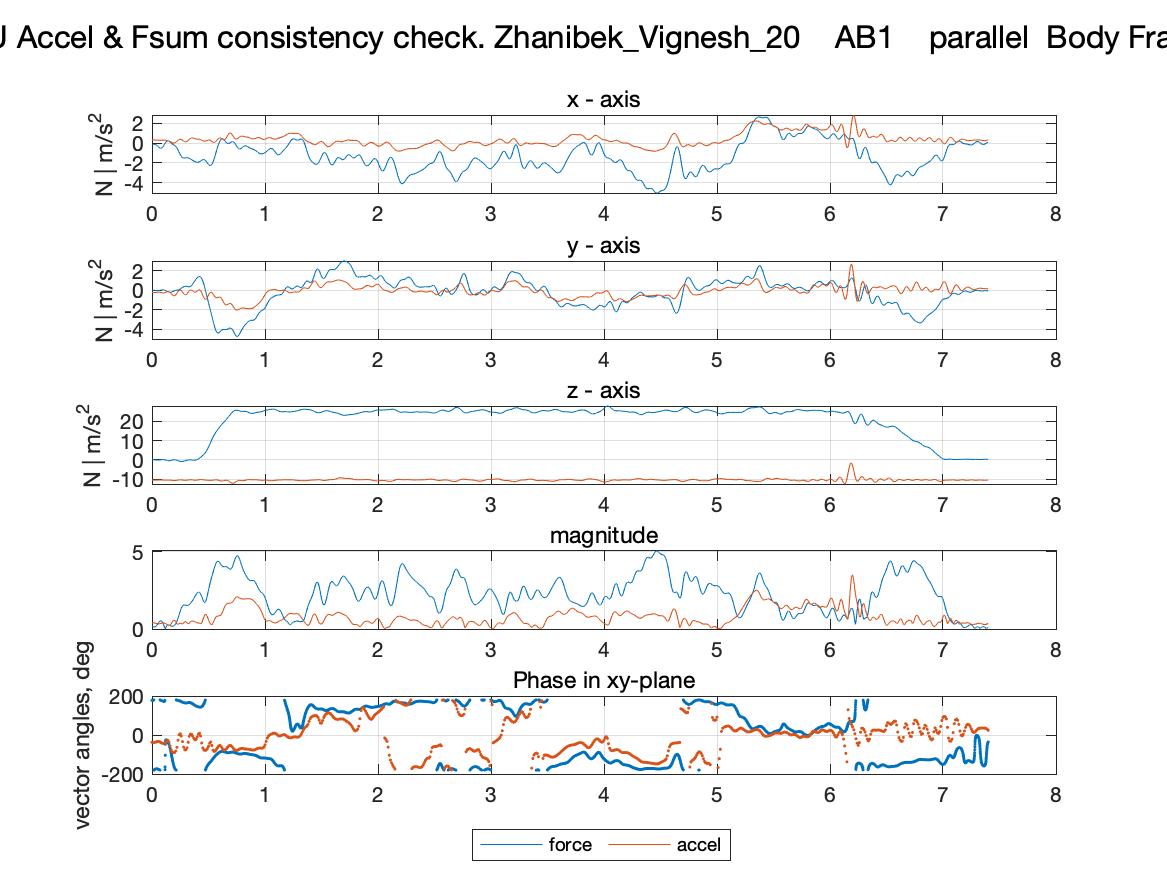 Accel & Fsum consistency check. Zhanibek_Vignesh_20 AB1 parallel Body
x - axis
N | m/s2
2
0
-2
-4
0 1 2 3 4 5 6 7 8
y - axis
N | m/s2
2
0
-2
-4
0 1 2 3 4 5 6 7 8
z - axis
N | m/s2
20
10
0
-10
0 1 2 3 4 5 6 7 8
magnitude
5
0
0 1 2 3 4 5 6 7 8
Phase in xy-plane
vector angles, deg
200
0
-200
0 1 2 3 4 5 6 7 8
force accel